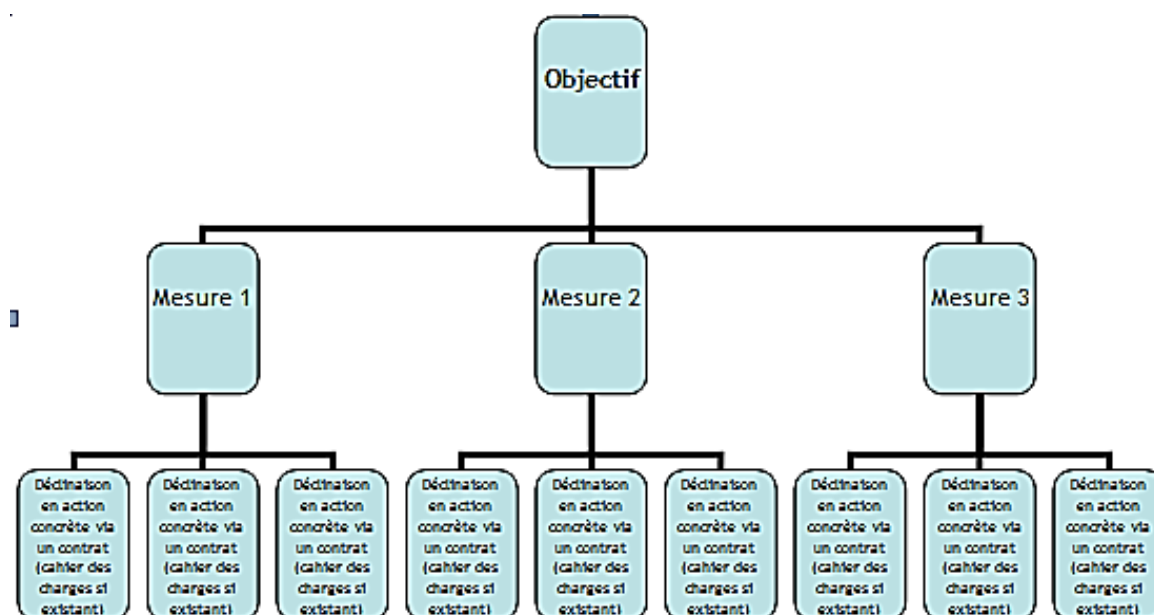 Objectif
Mesure 1
Mesure 2
Mesure 3
Déclinaison
en action
concrète via
un contrat
(cahier des
charges si
existant)
Déclinaison
en action
concrète via
un contrat
(cahier des
charges si
existant)
Déclinaison
en action
concrète via
un contrat
(cahier des
charges si
existant)
Déclinaison
en action
concrète via
un contrat
(cahier des
charges si
existant)
Déclinaison
en action
concrète via
un contrat
(cahier des
charges si
existant)
Déclinaison
en action
concrète via
un contrat
(cahier des
charges si
existant)
Déclinaison
en action
concrète via
un contrat
(cahier des
charges si
existant)
Déclinaison
en action
concrète via
un contrat
(cahier des
charges si
existant)
Déclinaison
en action
concrète via
un contrat
(cahier des
charges si
existant)